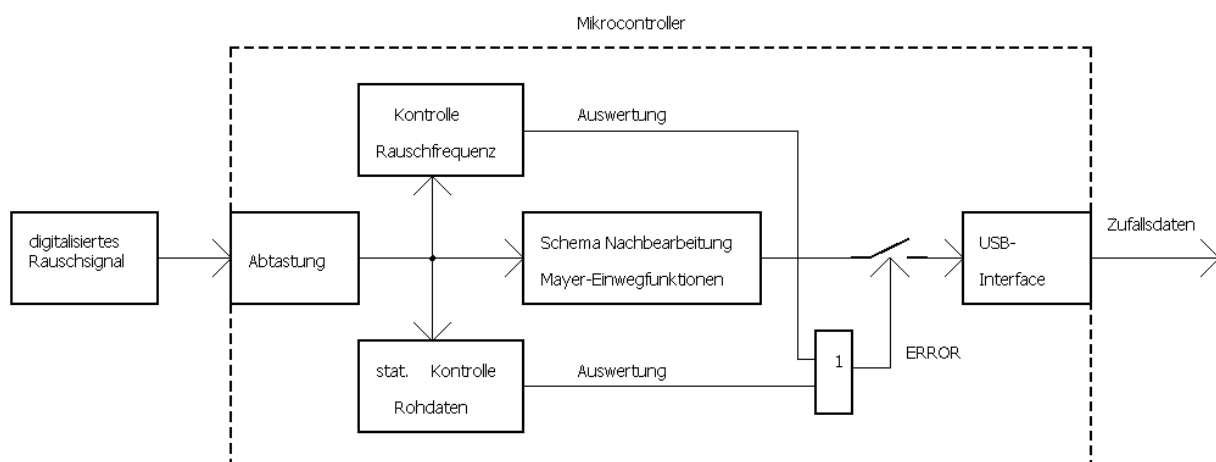 Mikrocontroller
Kontrolle
Rauschfrequenz
Auswertung
digitalisiertes
Rauschsignal
Abtastung
Schema Nachbearbeitung
Mayer-Einwegfunktionen
USB-
Interface
Zufallsdaten
stat. Kontrolle
Rohdaten
Auswertung
1
ERROR